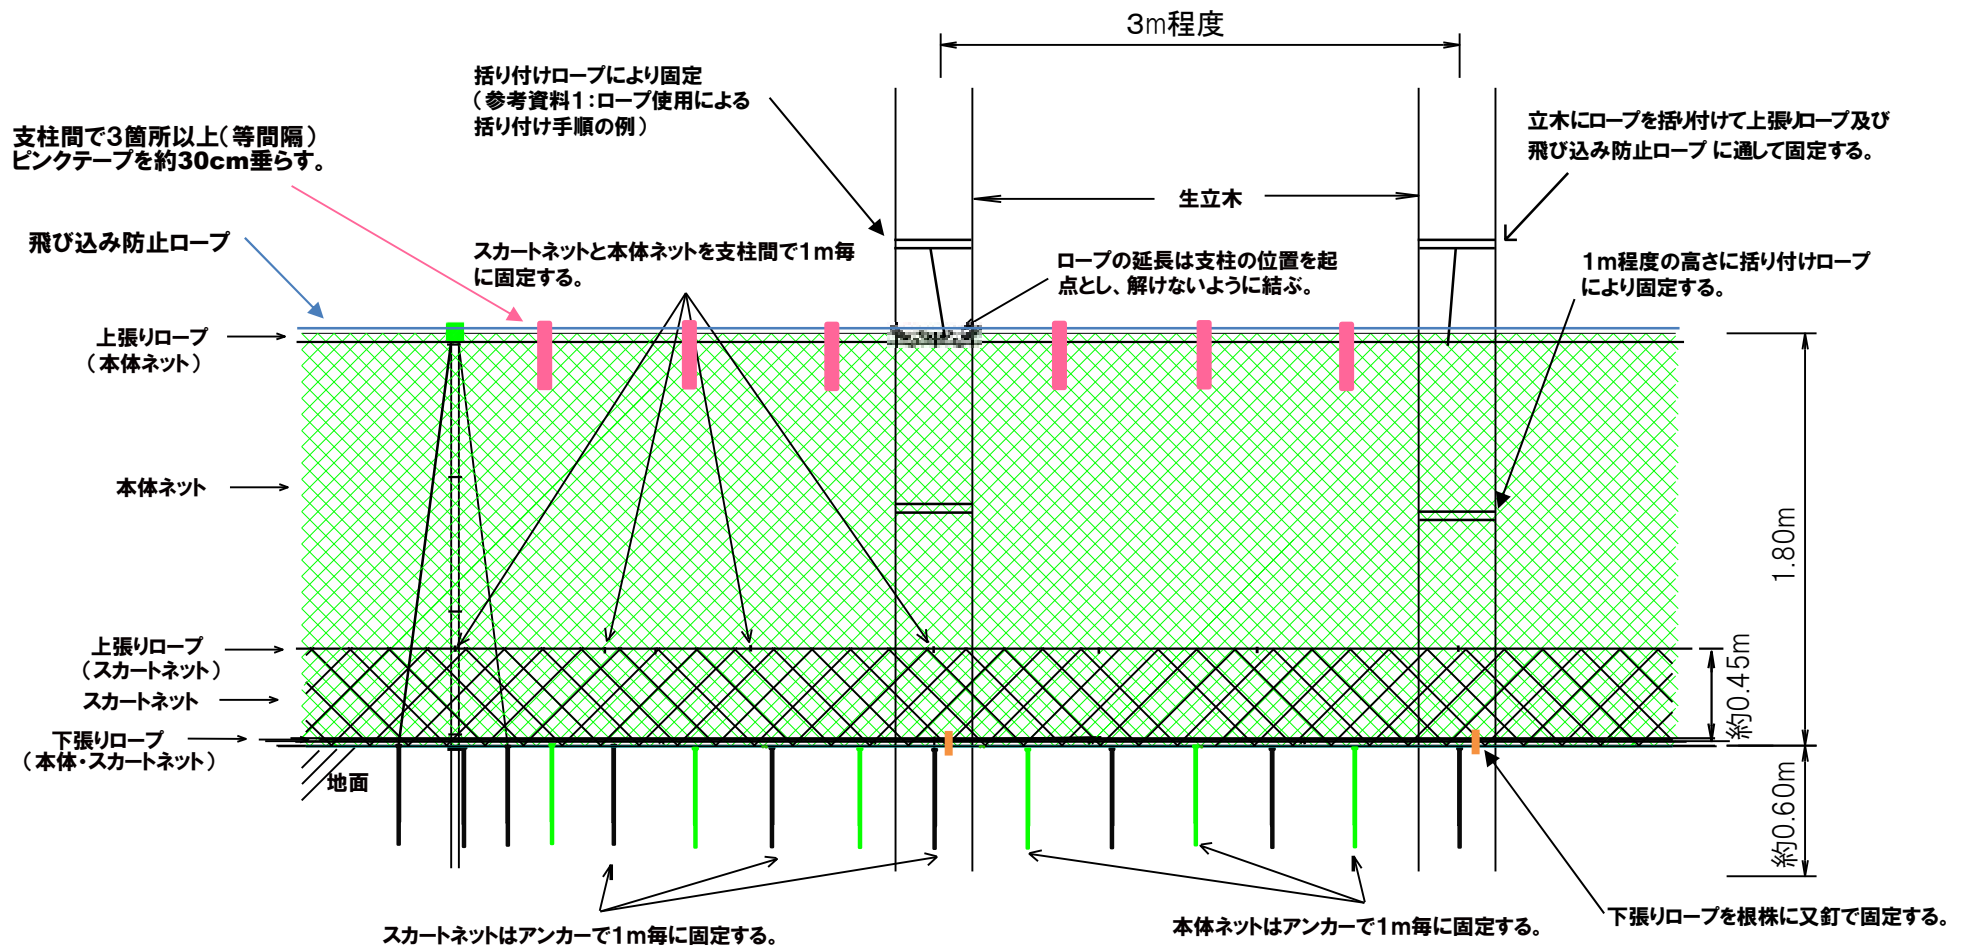 3m程度
括り付けロープにより固定
（参考資料1：ロープ使用による
括り付け手順の例）
支柱間で3箇所以上（等間隔）
ピンクテープを約30cm垂らす。
立木にロープを括り付けて上張りロープ及び
飛び込み防止ロープに通して固定する。
生立木
飛び込み防止ロープ
スカートネットと本体ネットを支柱間で1m毎
に固定する。
ロープの延長は支柱の位置を起
点とし、解けないように結ぶ。
1m程度の高さに括り付けロープ
により固定する。
上張りロープ
（本体ネット）
本体ネット
1.80m
上張りロープ
（スカートネット）
スカートネット
約0.45m
下張りロープ
（本体・スカートネット）
地面
約0.60m
スカートネットはアンカーで1m毎に固定する。
本体ネットはアンカーで1m毎に固定する。
下張りロープを根株に又釘で固定する。